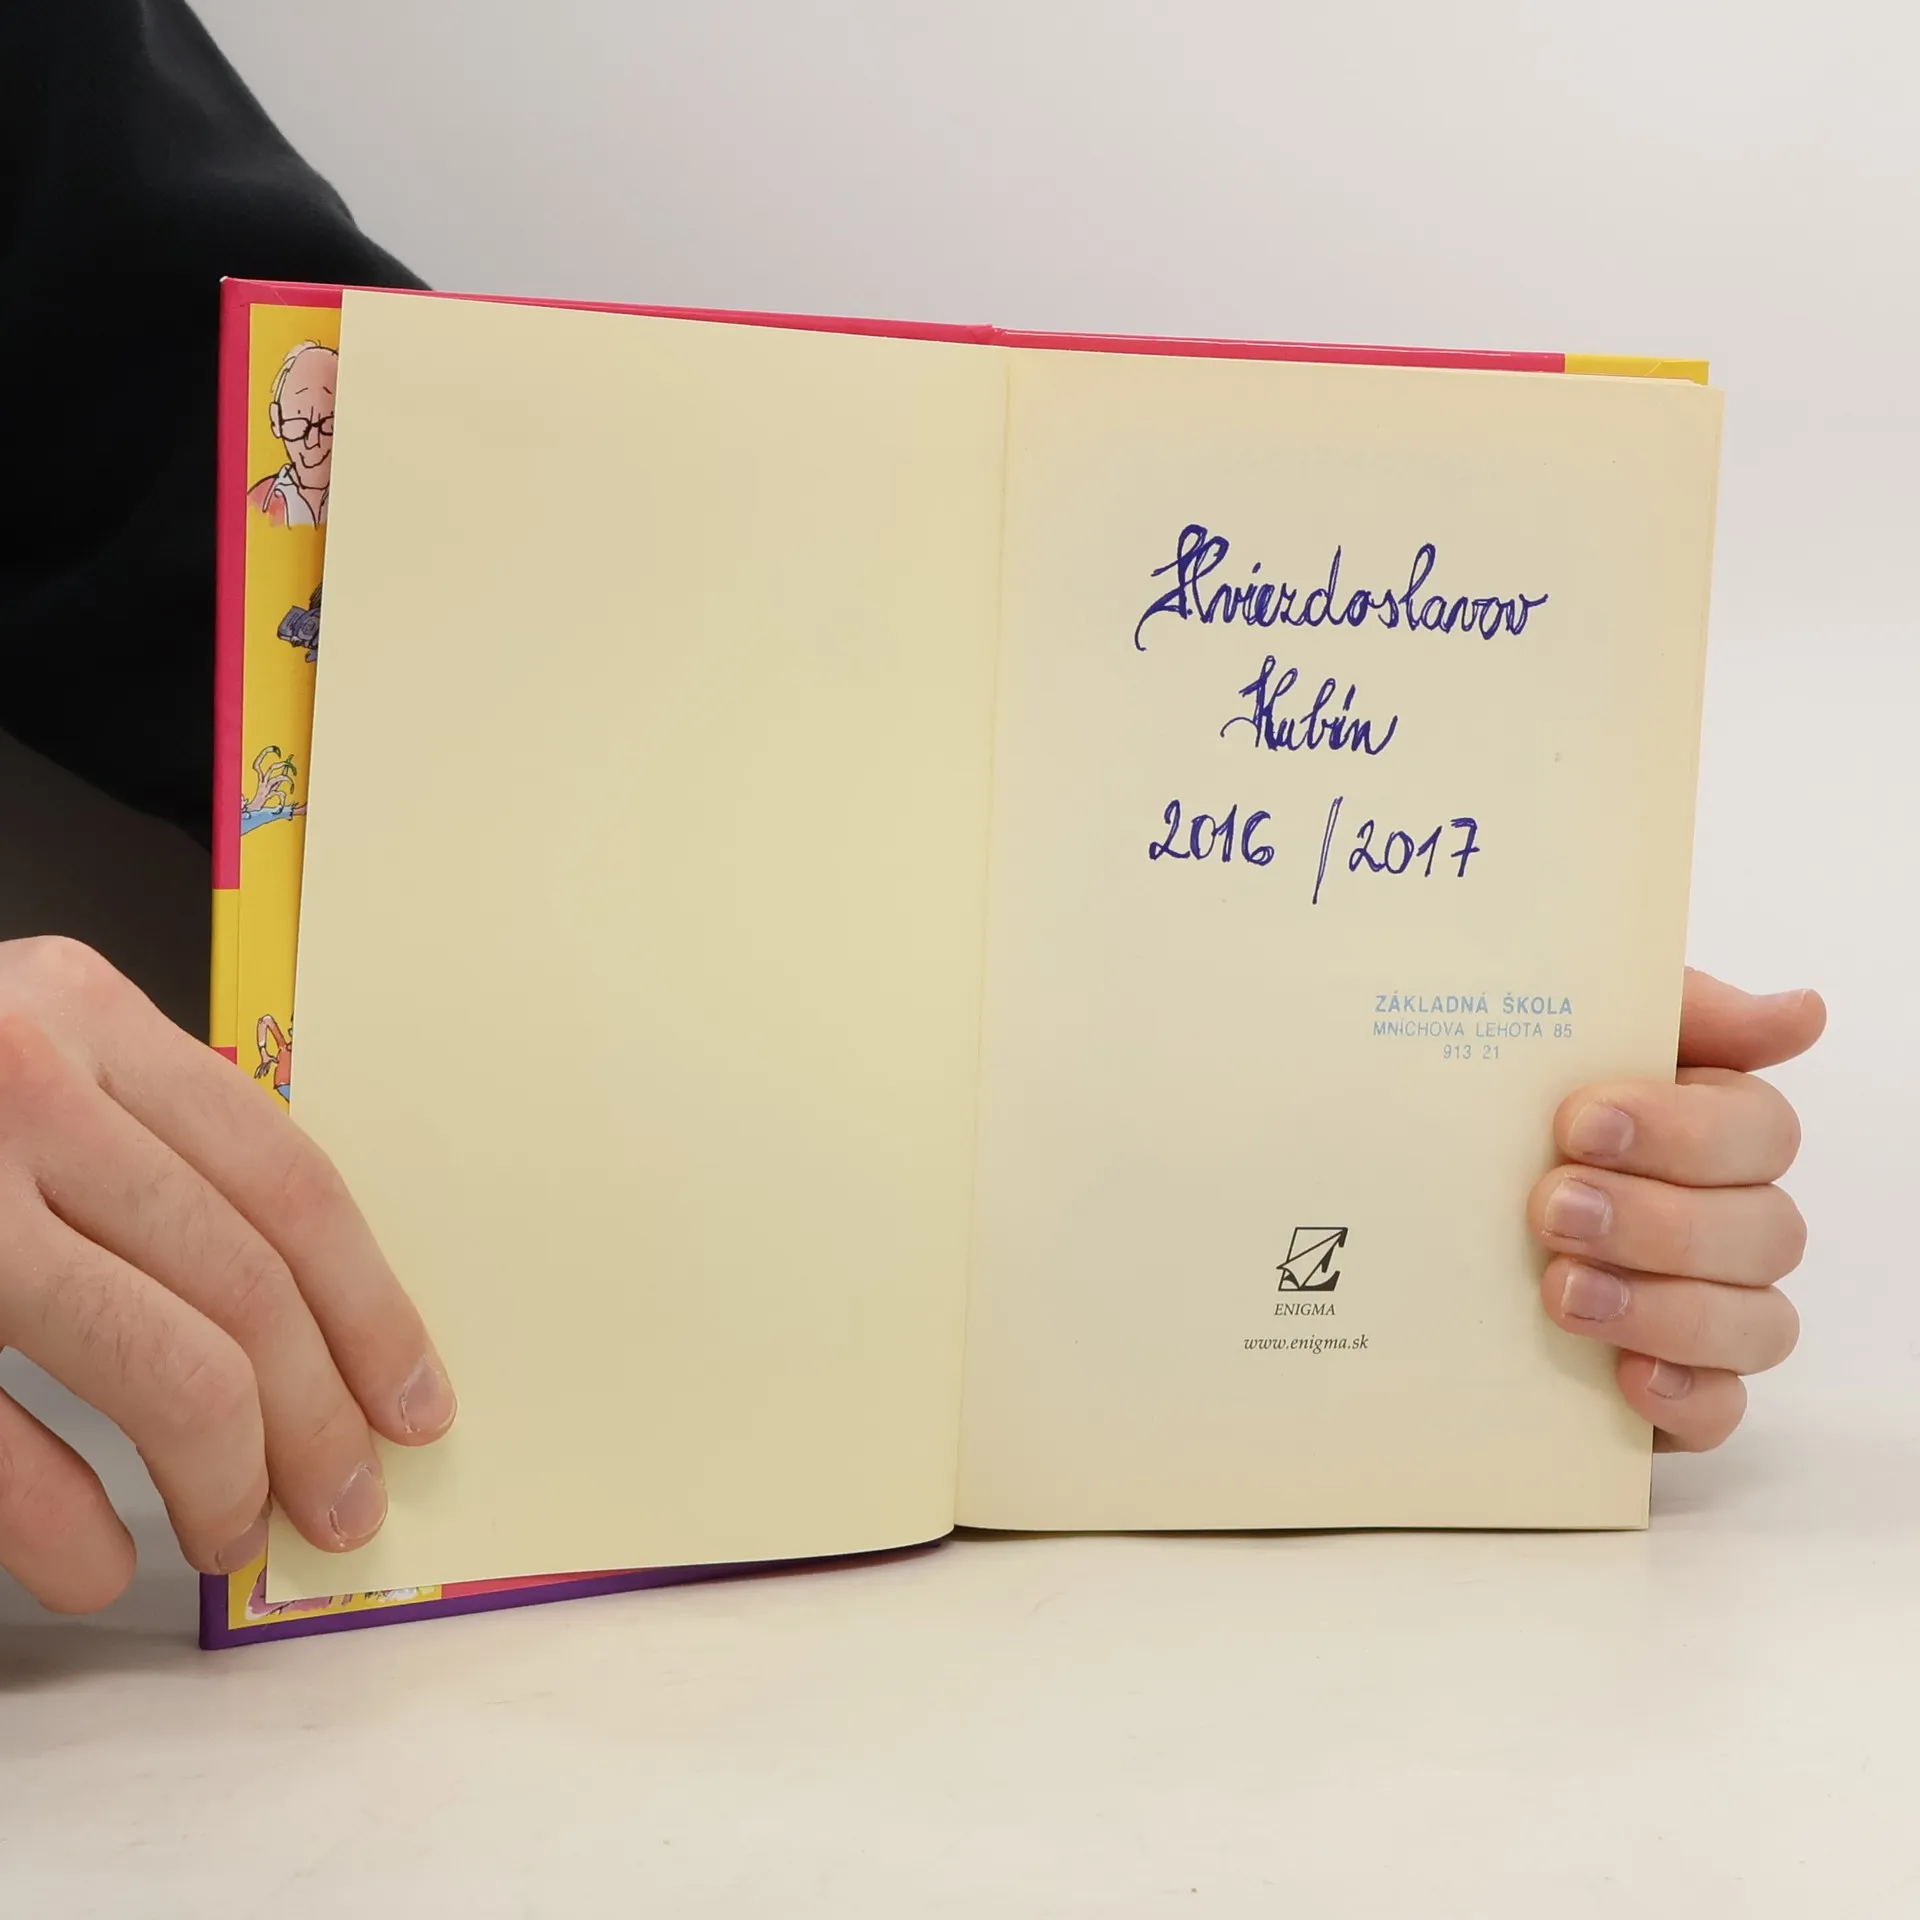 Hviezdoslavov
Kubín
2016 / 2017
ZÁKLADNÁ ŠKOLA
MNÍCHOVA LEHOTA 85
913 21
ENIGMA
www.enigma.sk